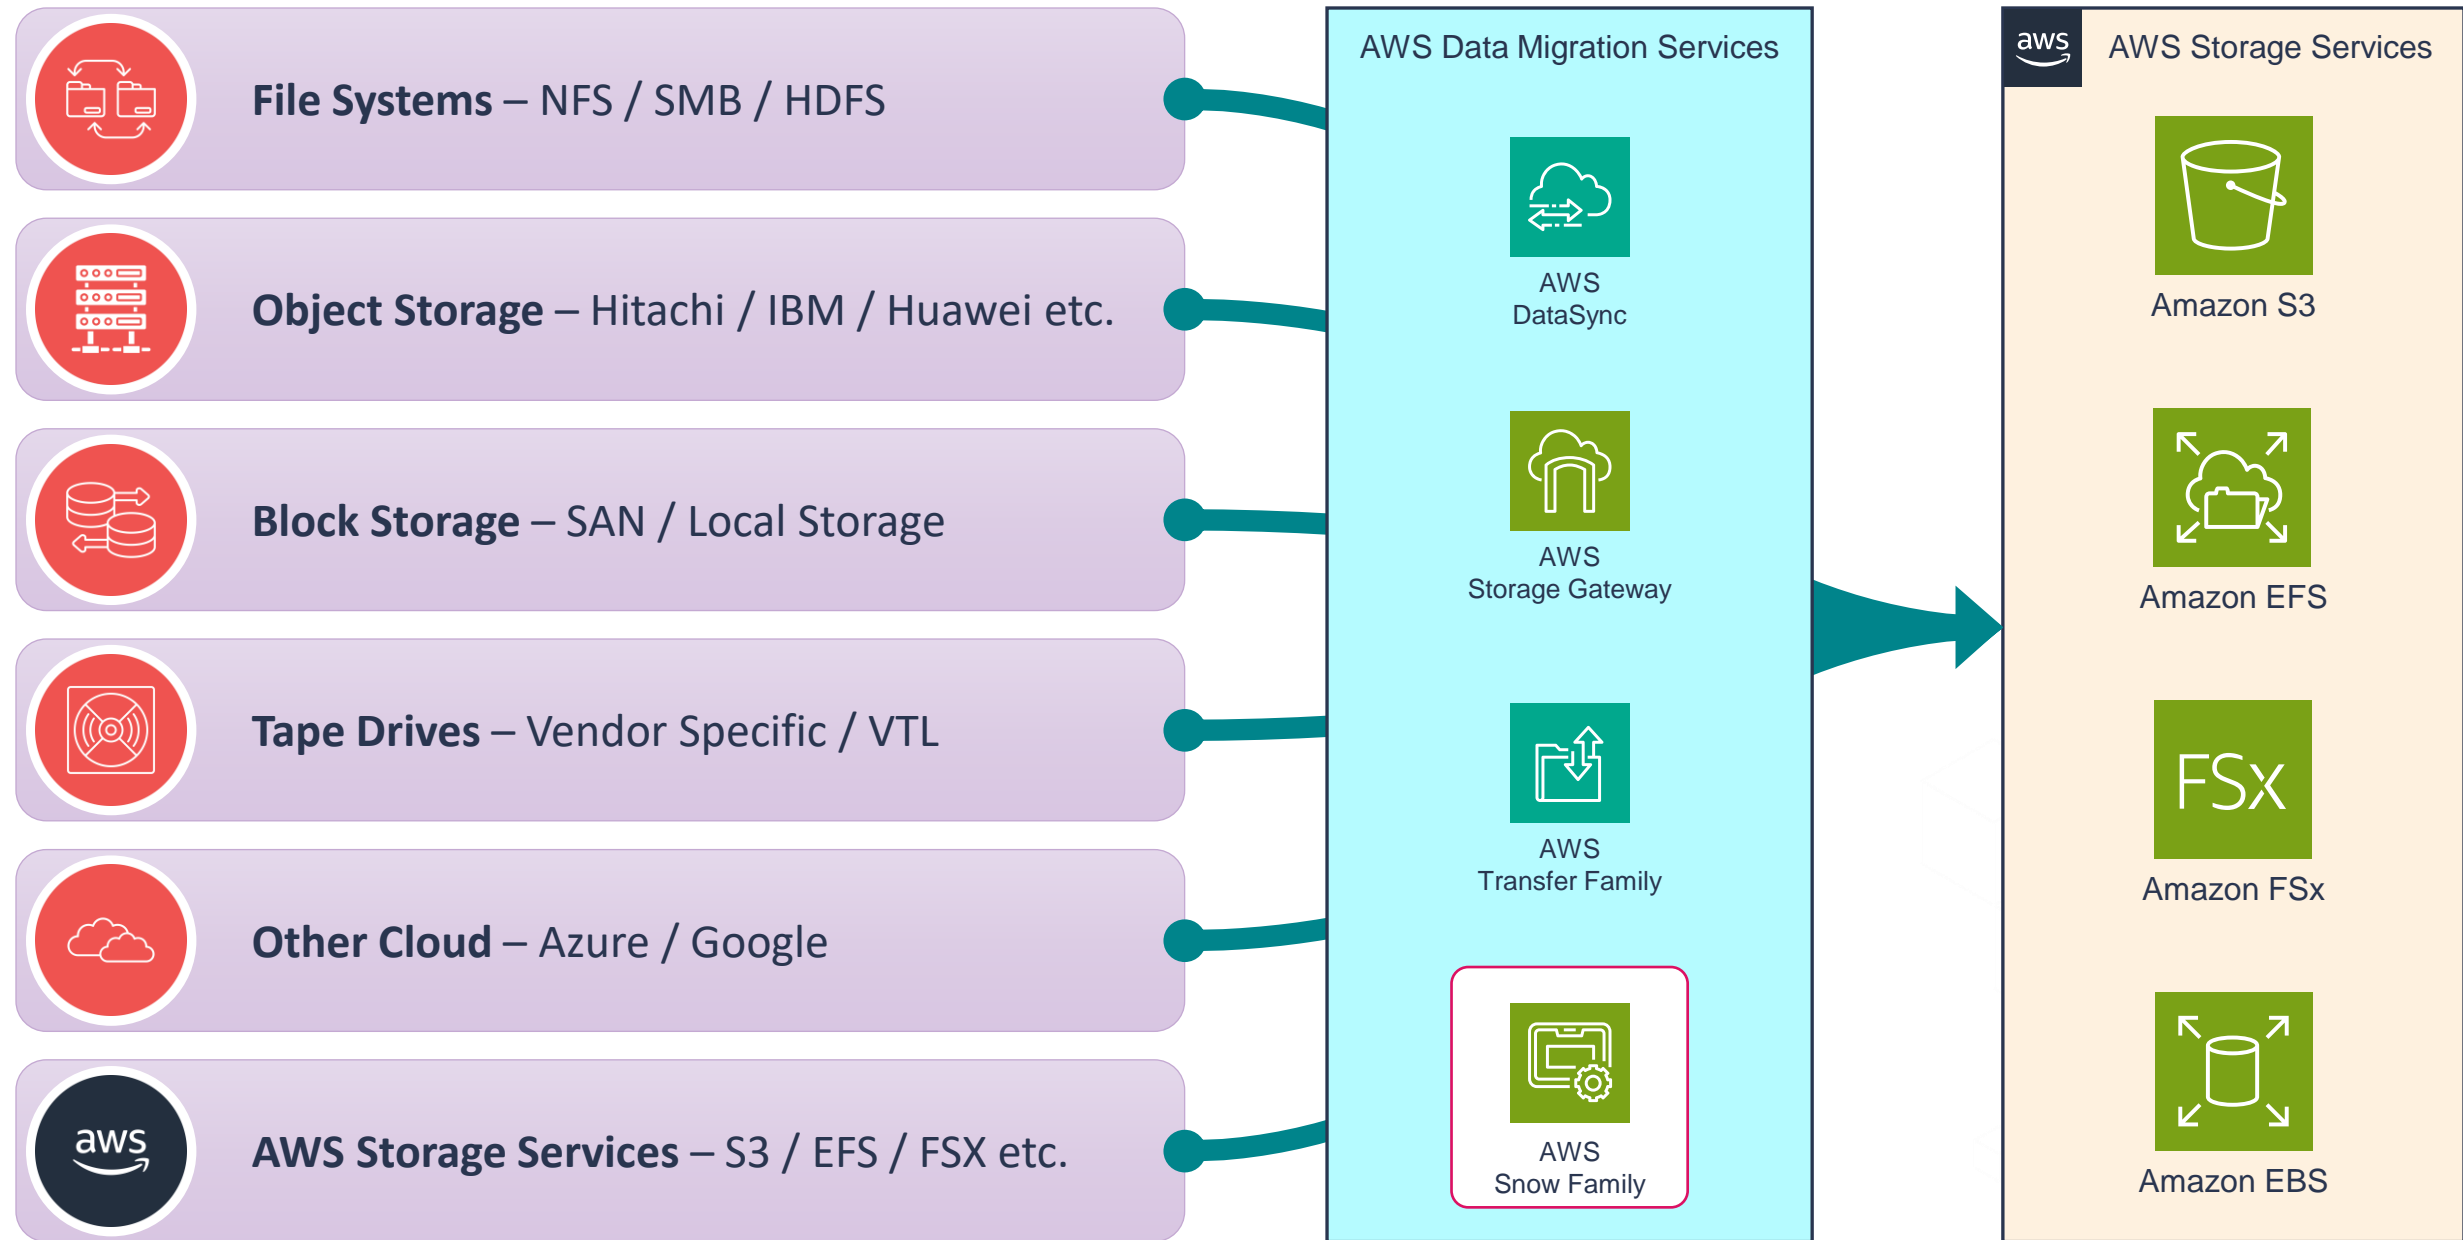 File Systems – NFS / SMB / HDFS
Object Storage – Hitachi / IBM / Huawei etc.
Block Storage – SAN / Local Storage
Tape Drives – Vendor Specific / VTL
Other Cloud – Azure / Google
aws
AWS Storage Services – S3 / EFS / FSX etc.
AWS Data Migration Services
AWS
DataSync
AWS
Storage Gateway
AWS
Transfer Family
AWS
Snow Family
aws
AWS Storage Services
Amazon S3
Amazon EFS
FSx
Amazon FSx
Amazon EBS